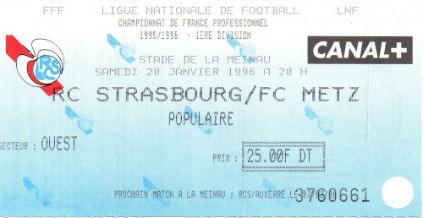 FFF LIGUE NATIONALE DE FOOTBALL LNF
CHAMPIONNAT DE FRANCE PROFESSIONNEL
1995/1996 - 1ERE DIVISION
CANAL+
STADE DE LA MEINAU
SAMEDI 20 JANVIER 1996 A 20 H
RS
RC STRASBOURG/FC METZ
POPULAIRE
SECTEUR : OUEST
PRIX : 25.00F DT
PROCHAIN MATCH A LA MEINAU : RCS/AUXERRE LE
3760661